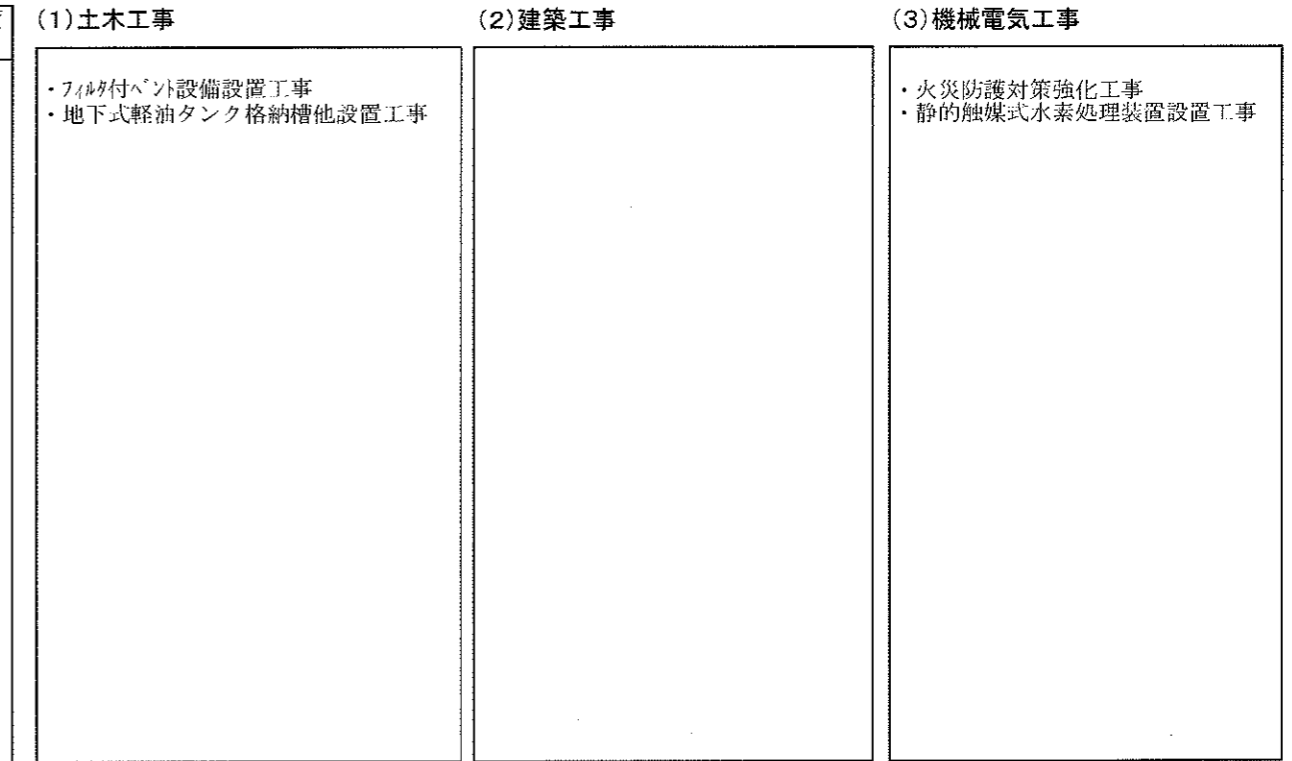 (1)土木工事
・フィルタ付ベント設備設置工事
・地下式軽油タンク格納槽他設置工事
(2)建築工事
(3)機械電気工事
・火災防護対策強化工事
・静的触媒式水素処理装置設置工事